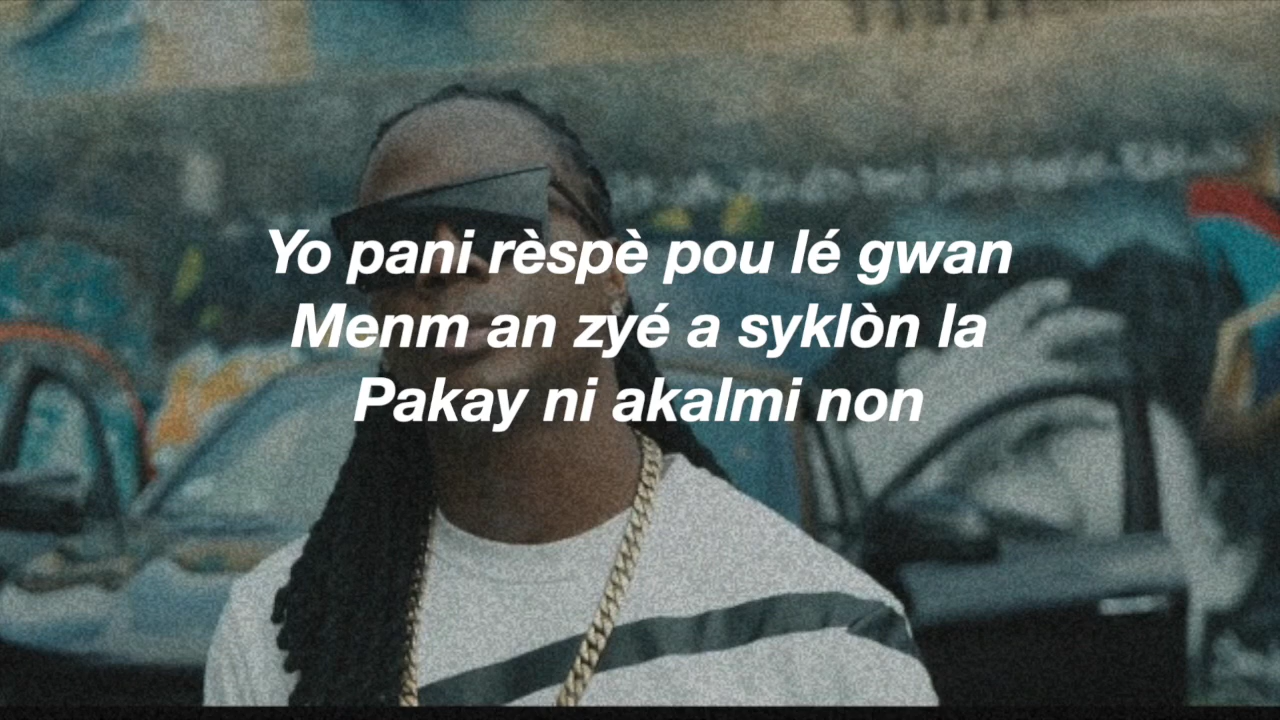 Yo pani rèspè pou lé gwan
Menm an zyé a syklòn la
Pakay ni akalmi non